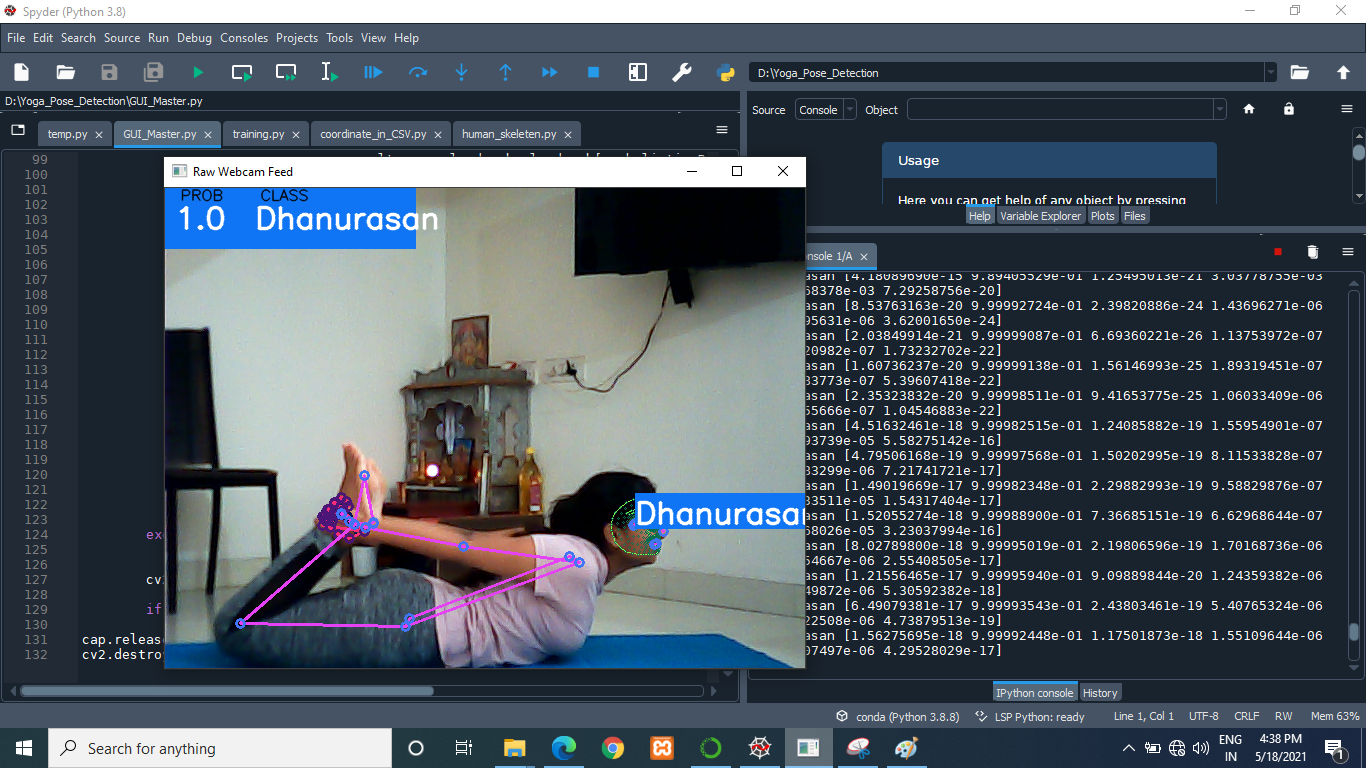 Spyder (Python 3.8)
File Edit Search Source Run Debug Consoles Projects Tools View Help
D:\Yoga_Pose_Detection
D:\Yoga_Pose_Detection\GUI_Master.py
Source Console Object
temp.py GUI_Master.py training.py coordinate_in_CSV.py human_skeleten.py
Usage
Here you can get help of any object by pressing
Help Variable Explorer Plots Files
99
100
101
102
103
104
105
106
107
108
109
110
111
112
113
114
115
116
117
118
119
120
121
122
123
124 exc
125
126
127 cv
128
129 if
130
131 cap.release
132 cv2.destro
Raw Webcam Feed
PROB CLASS
1.0 Dhanurasan
Dhanurasan
nsole 1/A
asan [4.18089690e-15 9.89405529e-01 1.25495013e-21 3.03778755e-03
68378e-03 7.29258756e-20]
asan [8.53763163e-20 9.99992724e-01 2.39820886e-24 1.43696271e-06
95631e-06 3.62001650e-24]
asan [2.03849914e-21 9.99999087e-01 6.69360221e-26 1.13753972e-07
20982e-07 1.73232702e-22]
asan [1.60736237e-20 9.99999138e-01 1.56146993e-25 1.89319451e-07
83773e-07 5.39607418e-22]
asan [2.35323832e-20 9.99998511e-01 9.41653775e-25 1.06033409e-06
65666e-07 1.04546883e-22]
asan [4.51632461e-18 9.99982515e-01 1.24085882e-19 1.55954901e-07
93739e-05 5.58275142e-16]
asan [4.79506168e-19 9.99997568e-01 1.50202995e-19 8.11533828e-07
83299e-06 7.21741721e-17]
asan [1.49019669e-17 9.99982348e-01 2.29882993e-19 9.58829876e-07
83511e-05 1.54317404e-17]
asan [1.52055274e-18 9.99988900e-01 7.36685151e-19 6.62968644e-07
68026e-05 3.23037994e-16]
asan [8.02789800e-18 9.99995019e-01 2.19806596e-19 1.70168736e-06
64667e-06 2.55408505e-17]
asan [1.21556465e-17 9.99995940e-01 9.09889844e-20 1.24359382e-06
49872e-06 5.30592382e-18]
asan [6.49079381e-17 9.99993543e-01 2.43803461e-19 5.40765324e-06
22508e-06 4.73879513e-19]
asan [1.56275695e-18 9.99992448e-01 1.17501873e-18 1.55109644e-06
07497e-06 4.29528029e-17]
IPython console History
conda (Python 3.8.8) LSP Python: ready Line 1, Col 1 UTF-8 CRLF RW Mem 63%
Search for anything
ENG
IN
4:38 PM
5/18/2021
1